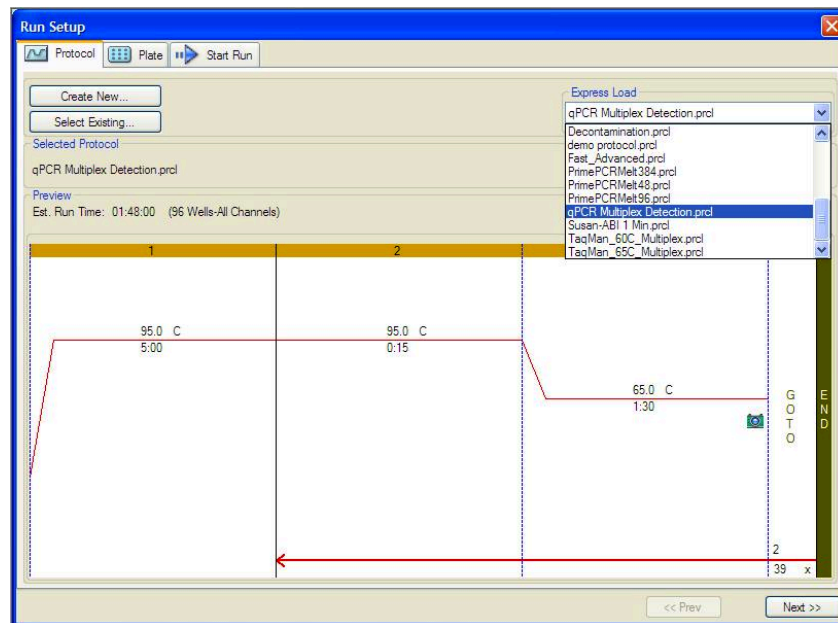 Run Setup
Protocol
Plate
Start Run
Create New...
Select Existing...
Express Load
qPCR Multiplex Detection.prcl
Decontamination.prcl
demo protocol.prcl
Fast_Advanced.prcl
PrimePCRMelt384.prcl
PrimePCRMelt48.prcl
PrimePCRMelt96.prcl
qPCR Multiplex Detection.prcl
Susan-ABI 1 Min.prcl
TaqMan_60C_Multiplex.prcl
TaqMan_65C_Multiplex.prcl
Selected Protocol
qPCR Multiplex Detection.prcl
Preview
Est. Run Time: 01:48:00 (96 Wells-All Channels)
1
2
95.0 C
5:00
95.0 C
0:15
65.0 C
1:30
GOTO
END
2
39 x
<< Prev
Next >>